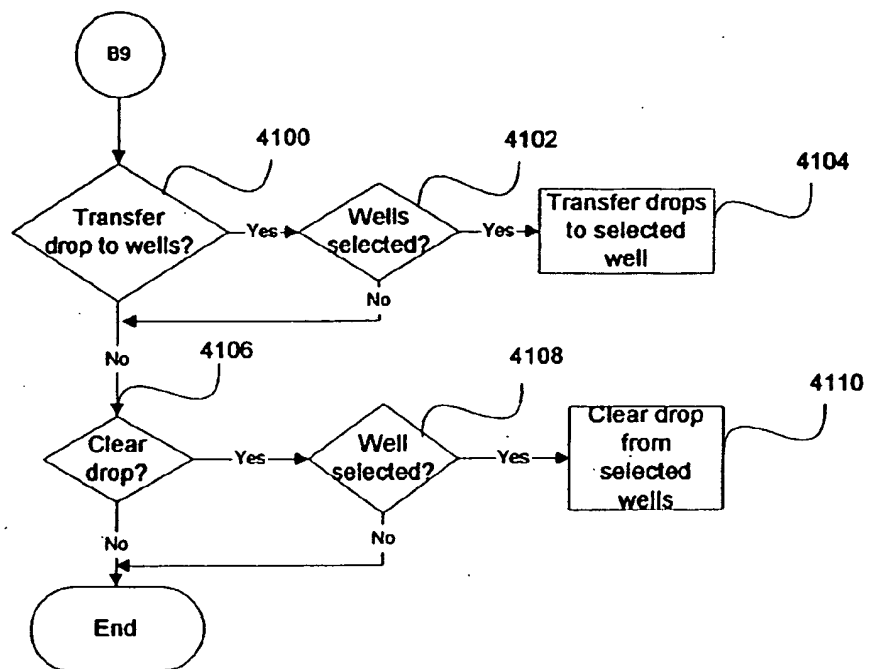 B9
4100
4102
4104
Transfer
drop to wells?
Yes
Wells
selected?
Yes
Transfer drops
to selected
well
No
No
4106
4108
4110
Clear
drop?
Yes
Well
selected?
Yes
Clear drop
from
selected
wells
No
No
End